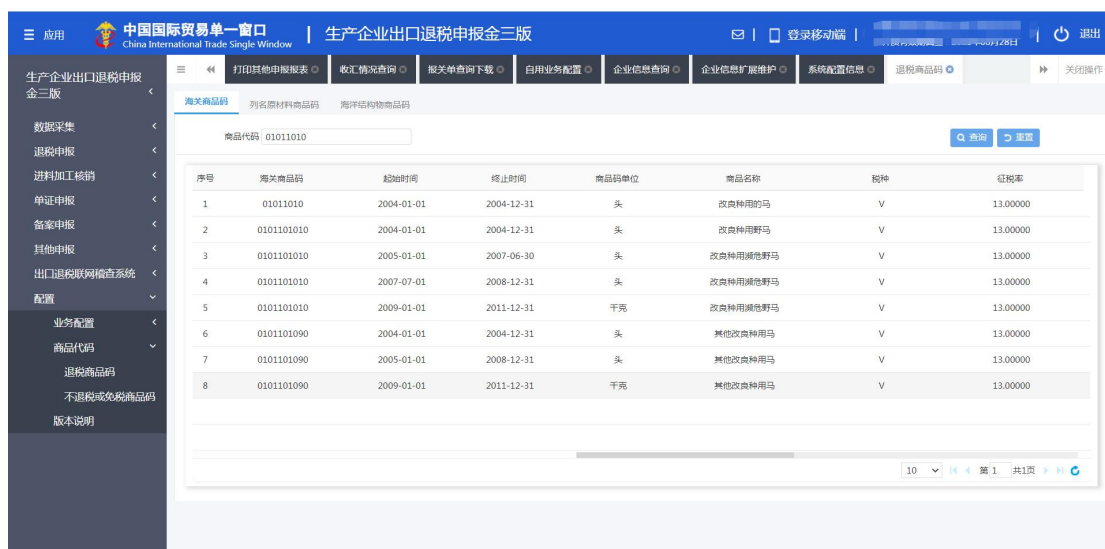 应用
中国国际贸易单一窗口
China International Trade Single Window
生产企业出口退税申报金三版
登录移动端
退出
生产企业出口退税申报金三版
数据采集
退税申报
进料加工核销
单证申报
备案申报
其他申报
出口退税联网稽查系统
配置
业务配置
商品代码
退税商品码
不退税或免税商品码
版本说明
打印其他申报报表 收汇情况查询 报关单查询下载 自用业务配置 企业信息查询 企业信息扩展维护 系统配置信息 退税商品码 关闭操作
海关商品码 列名原材料商品码 海洋结构物商品码
商品代码 01011010 查询 重置
序号 海关商品码 起始时间 终止时间 商品码单位 商品名称 税种 征税率
1 01011010 2004-01-01 2004-12-31 头 改良种用的马 V 13.00000
2 0101101010 2004-01-01 2004-12-31 头 改良种用野马 V 13.00000
3 0101101010 2005-01-01 2007-06-30 头 改良种用濒危野马 V 13.00000
4 0101101010 2007-07-01 2008-12-31 头 改良种用濒危野马 V 13.00000
5 0101101010 2009-01-01 2011-12-31 千克 改良种用濒危野马 V 13.00000
6 0101101090 2004-01-01 2004-12-31 头 其他改良种用马 V 13.00000
7 0101101090 2005-01-01 2008-12-31 头 其他改良种用马 V 13.00000
8 0101101090 2009-01-01 2011-12-31 千克 其他改良种用马 V 13.00000
10 第 1 共1页